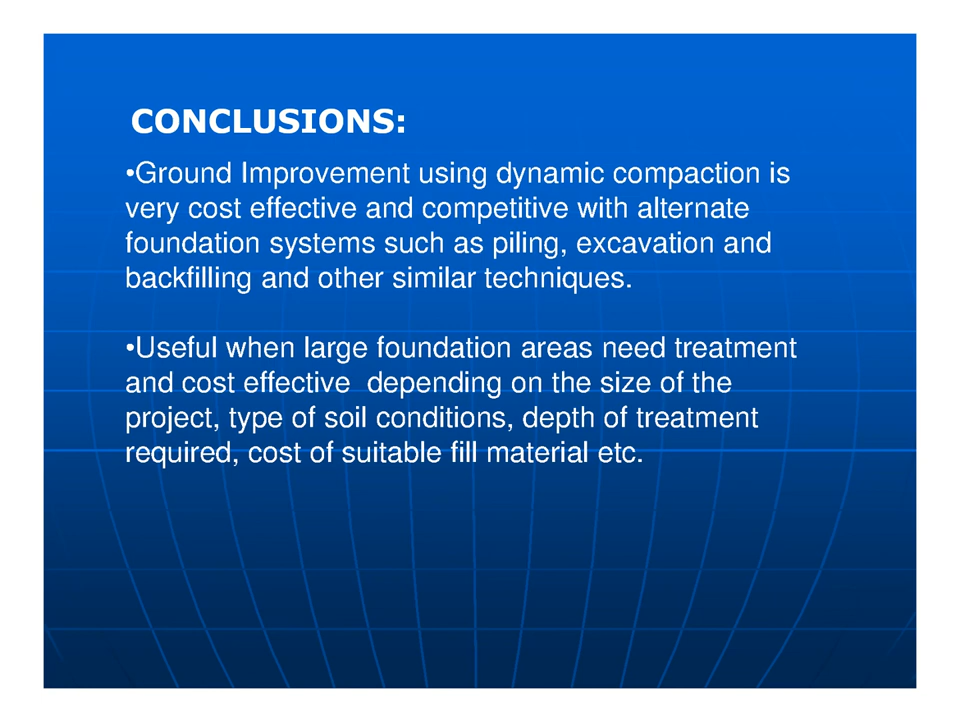 CONCLUSIONS:
•Ground Improvement using dynamic compaction is
very cost effective and competitive with alternate
foundation systems such as piling, excavation and
backfilling and other similar techniques.
•Useful when large foundation areas need treatment
and cost effective  depending on the size of the
project, type of soil conditions, depth of treatment
required, cost of suitable fill material etc.